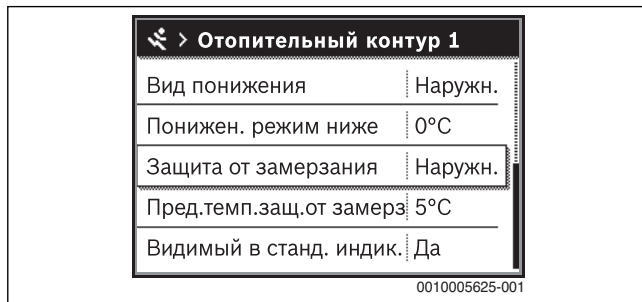 > Отопительный контур 1
Вид понижения Наружн.
Понижен. режим ниже 0°C
Защита от замерзания Наружн.
Пред.темп.защ.от замерз 5°C
Видимый в станд. индик. Да
0010005625-001